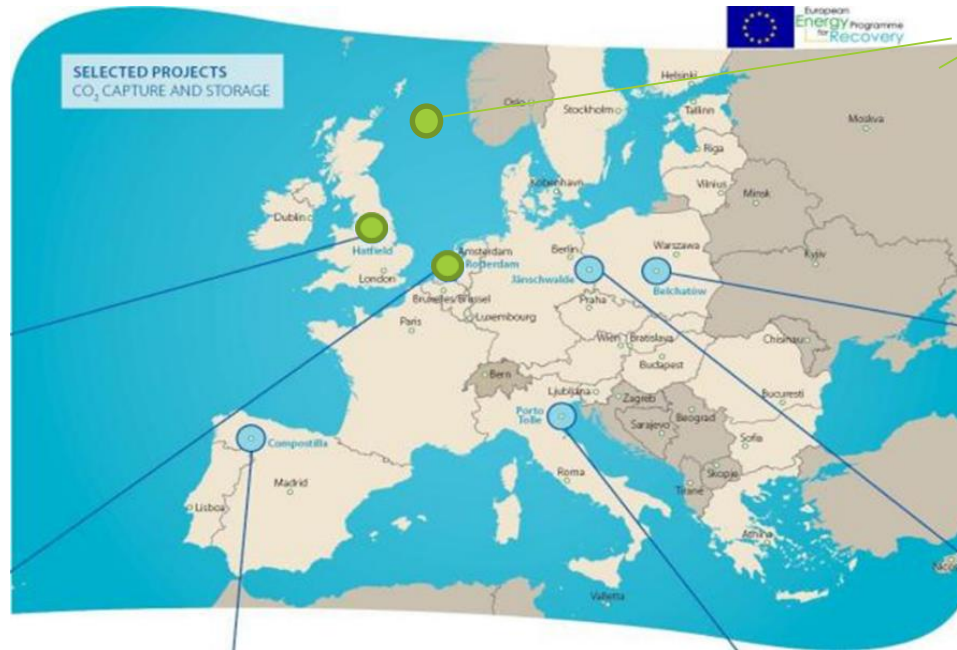 European
Energy Programme
for Recovery
SELECTED PROJECTS
CO₂ CAPTURE AND STORAGE
Helsinki
Oslo
Stockholm
Tallinn
Moskva
Riga
København
Vilnius
Minsk
Dublin
Hatfield
Amsterdam
Berlin
Warszawa
Kyiv
Rotterdam
London
Jänschwalde
Belchatów
Bruxelles/Brussel
Praha
Luxembourg
Paris
Chisinau
Wien
Bratislava
Budapest
Bern
Ljubljana
Zagreb
Bucuresti
Porto
Tolle
Beograd
Sarajevo
Sofia
Compostilla
Skopje
Roma
Madrid
Tiranë
Lisboa
Athina
Valletta